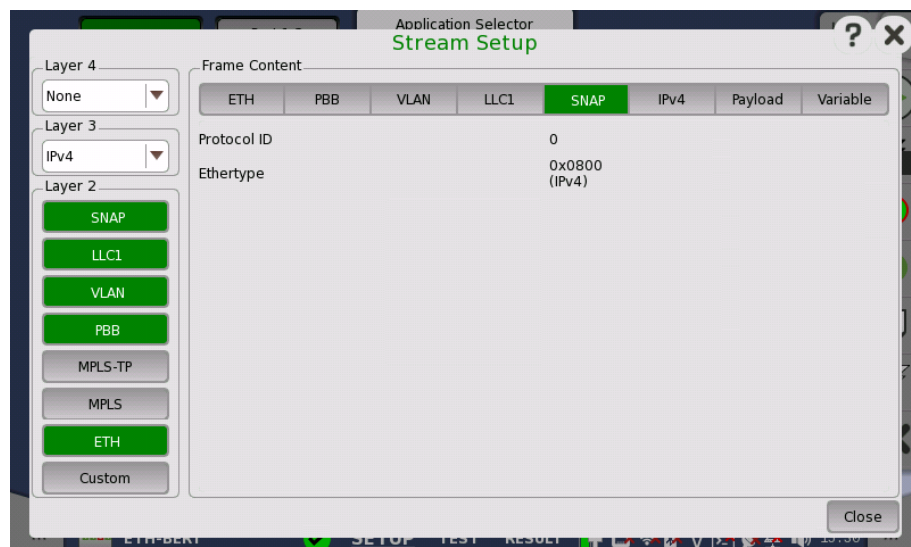 Application Selector
Stream Setup
?
Layer 4
None
Layer 3
IPv4
Layer 2
SNAP
LLC1
VLAN
PBB
MPLS-TP
MPLS
ETH
Custom
Frame Content
ETH PBB VLAN LLC1 SNAP IPv4 Payload Variable
Protocol ID 0
Ethertype 0x0800
(IPv4)
Close
ETH-BERT SETUP TEST RESULT